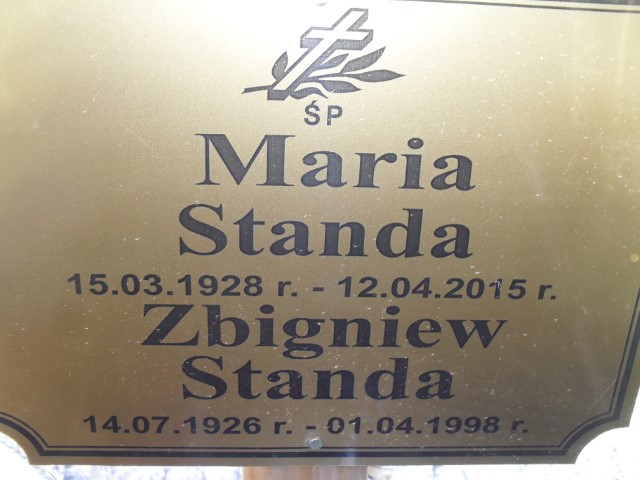 ŚP
Maria
Standa
15.03.1928 r. - 12.04.2015 r.
Zbigniew
Standa
14.07.1926 r. - 01.04.1998 r.